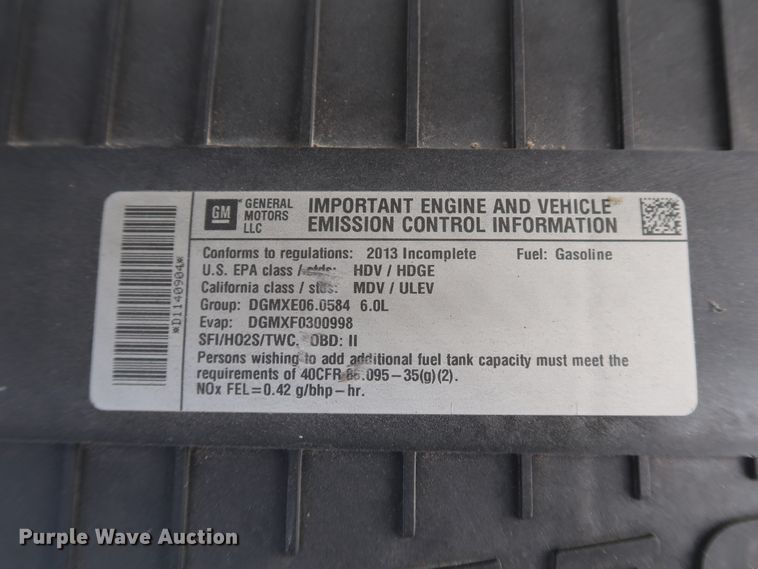 GM GENERAL MOTORS LLC
IMPORTANT ENGINE AND VEHICLE
EMISSION CONTROL INFORMATION
*D1140904*
Conforms to regulations: 2013 Incomplete Fuel: Gasoline
U.S. EPA class / stds: HDV / HDGE
California class / stds: MDV / ULEV
Group: DGMXE06.0584 6.0L
Evap: DGMXF0300998
SFI/HO2S/TWC. OBD: II
Persons wishing to add additional fuel tank capacity must meet the
requirements of 40CFR 86.095-35(g)(2).
NOx FEL=0.42 g/bhp-hr.
Purple Wave Auction